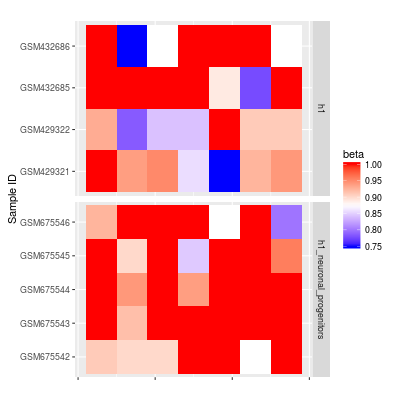 GSM432686
GSM432685
GSM429322
GSM429321
h1
GSM675546
GSM675545
GSM675544
GSM675543
GSM675542
h1_neuronal_progenitors
Sample ID
beta
1.00
0.95
0.90
0.85
0.80
0.75